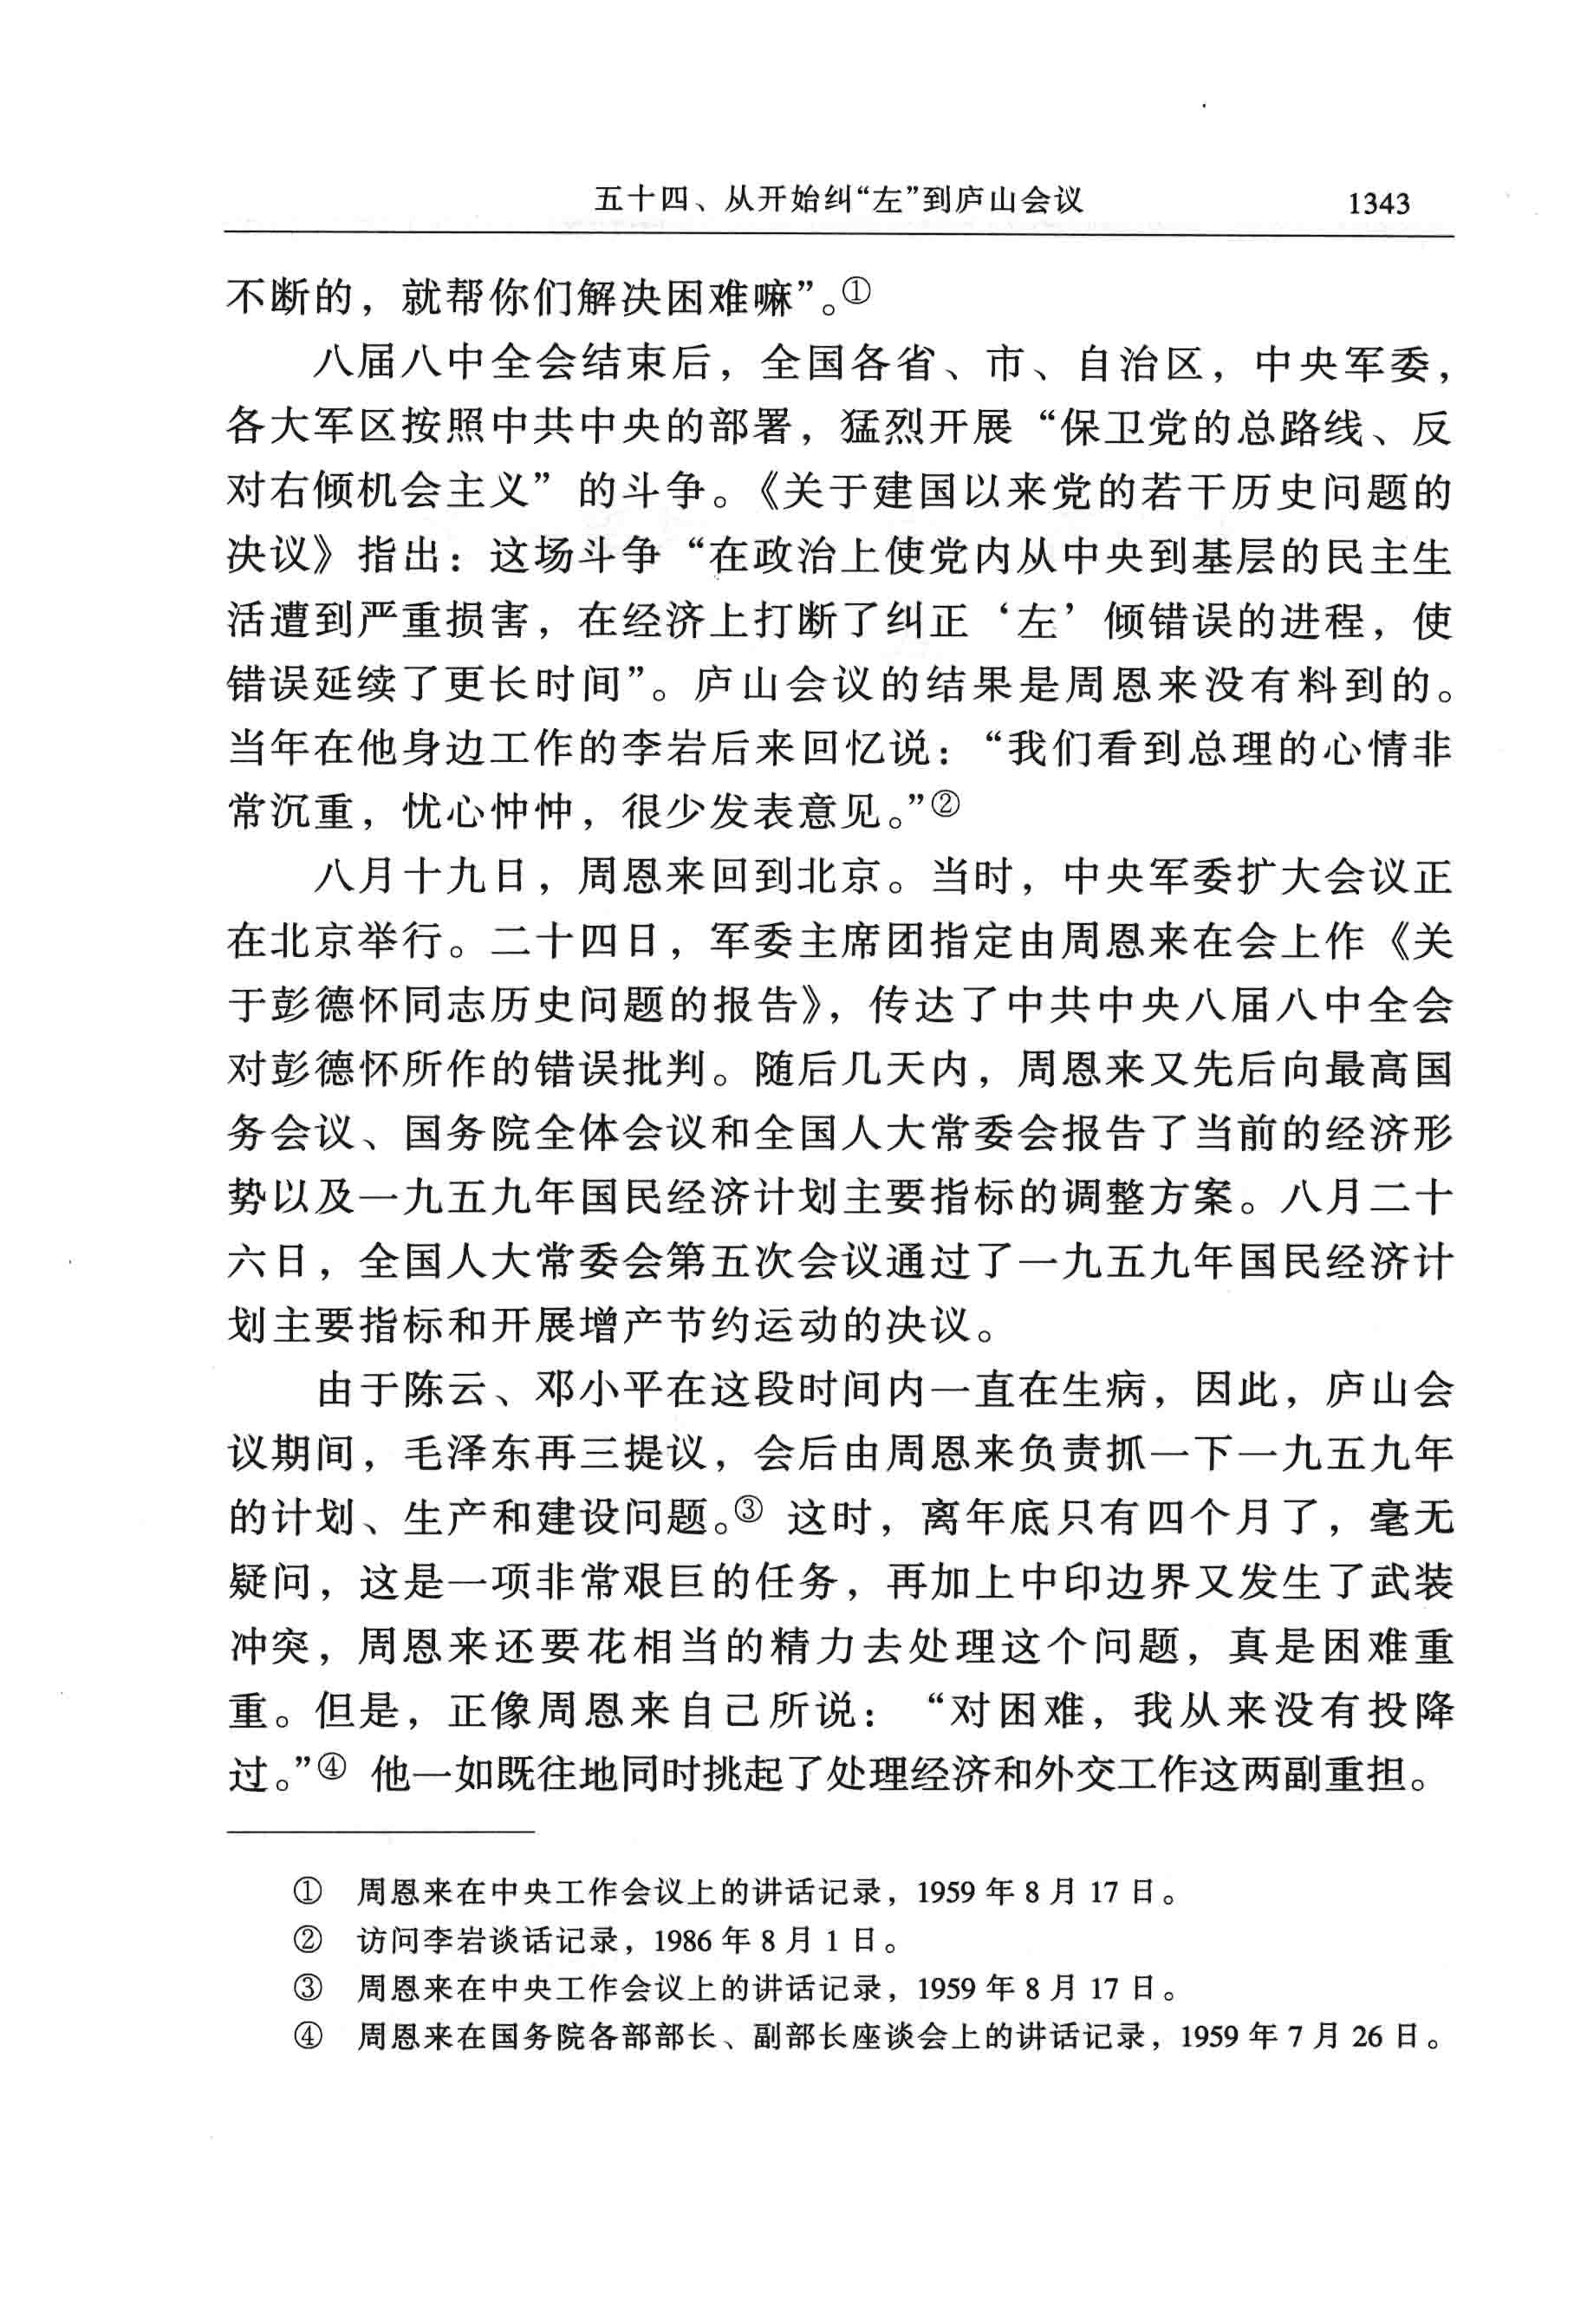 五十四、从开始纠“左”到庐山会议 1343
不断的，就帮你们解决困难嘛”。①
八届八中全会结束后，全国各省、市、自治区，中央军委，
各大军区按照中共中央的部署，猛烈开展“保卫党的总路线、反
对右倾机会主义”的斗争。《关于建国以来党的若干历史问题的
决议》指出：这场斗争“在政治上使党内从中央到基层的民主生
活遭到严重损害，在经济上打断了纠正‘左’倾错误的进程，使
错误延续了更长时间”。庐山会议的结果是周恩来没有料到的。
当年在他身边工作的李岩后来回忆说：“我们看到总理的心情非
常沉重，忧心忡忡，很少发表意见。”②
八月十九日，周恩来回到北京。当时，中央军委扩大会议正
在北京举行。二十四日，军委主席团指定由周恩来在会上作《关
于彭德怀同志历史问题的报告》，传达了中共中央八届八中全会
对彭德怀所作的错误批判。随后几天内，周恩来又先后向最高国
务会议、国务院全体会议和全国人大常委会报告了当前的经济形
势以及一九五九年国民经济计划主要指标的调整方案。八月二十
六日，全国人大常委会第五次会议通过了一九五九年国民经济计
划主要指标和开展增产节约运动的决议。
由于陈云、邓小平在这段时间内一直在生病，因此，庐山会
议期间，毛泽东再三提议，会后由周恩来负责抓一下一九五九年
的计划、生产和建设问题。③ 这时，离年底只有四个月了，毫无
疑问，这是一项非常艰巨的任务，再加上中印边界又发生了武装
冲突，周恩来还要花相当的精力去处理这个问题，真是困难重
重。但是，正像周恩来自己所说：“对困难，我从来没有投降
过。”④ 他一如既往地同时挑起了处理经济和外交工作这两副重担。
① 周恩来在中央工作会议上的讲话记录，1959 年 8 月 17 日。
② 访问李岩谈话记录，1986 年 8 月 1 日。
③ 周恩来在中央工作会议上的讲话记录，1959 年 8 月 17 日。
④ 周恩来在国务院各部部长、副部长座谈会上的讲话记录，1959 年 7 月 26 日。